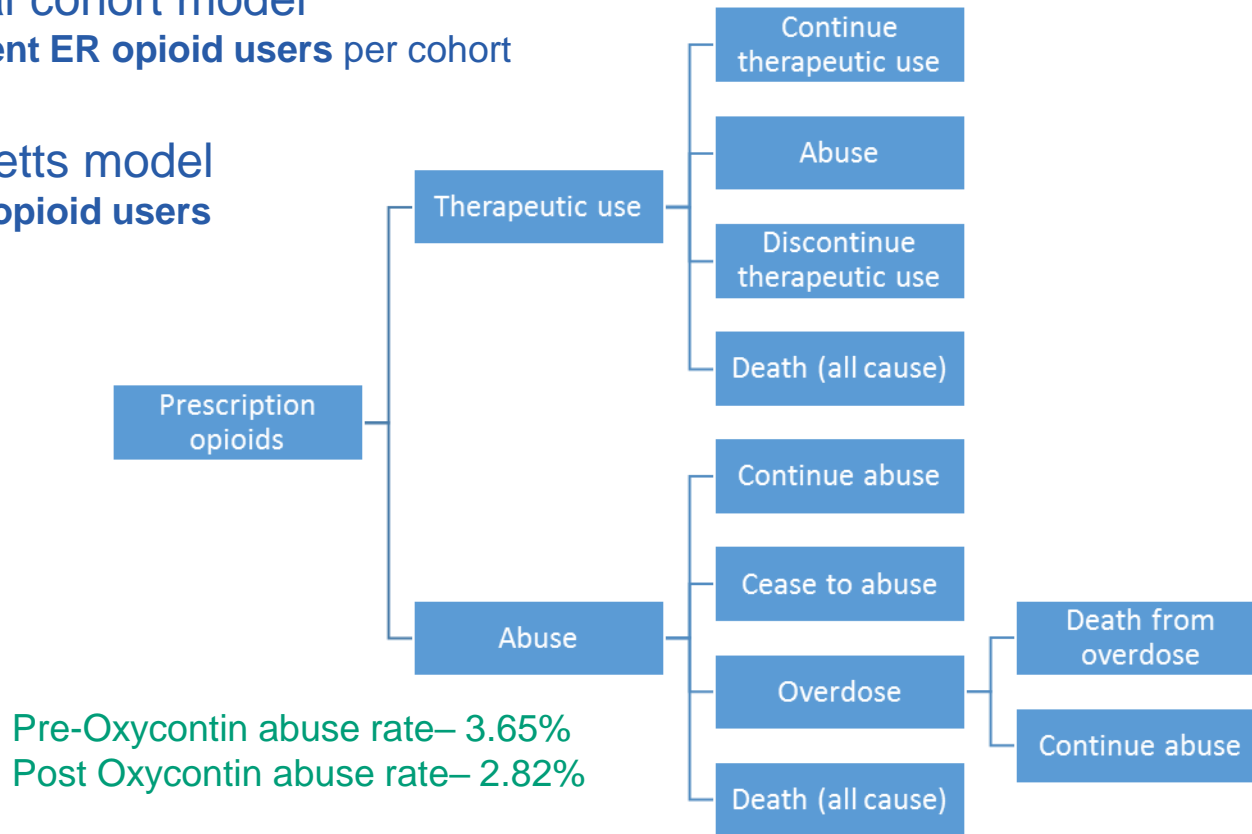 cohort model
ER opioid users per cohort
model
opioid users
Continue
therapeutic use
Abuse
Therapeutic use
Discontinue
therapeutic use
Death (all cause)
Prescription
opioids
Continue abuse
Cease to abuse
Abuse
Overdose
Death from
overdose
Continue abuse
Death (all cause)
Pre-Oxycontin abuse rate– 3.65%
Post Oxycontin abuse rate– 2.82%